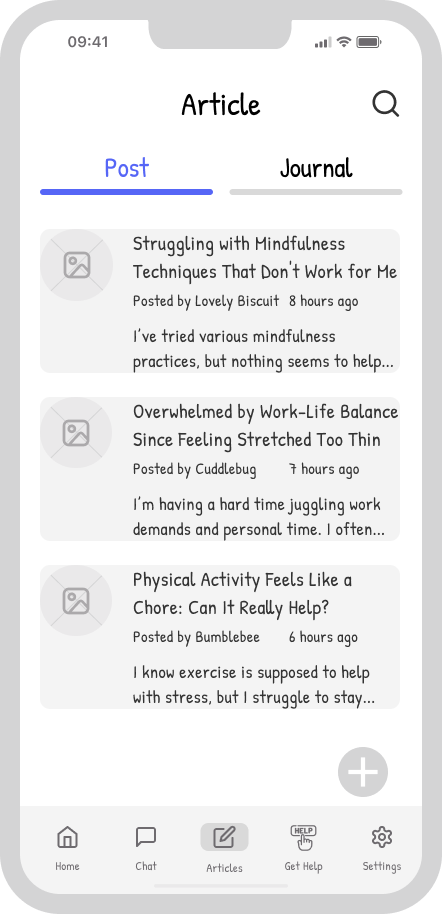 09:41
Article
Post Journal
Struggling with Mindfulness
Techniques That Don't Work for Me
Posted by Lovely Biscuit 8 hours ago
I've tried various mindfulness
practices, but nothing seems to help...
Overwhelmed by Work-Life Balance
Since Feeling Stretched Too Thin
Posted by Cuddlebug 7 hours ago
I'm having a hard time juggling work
demands and personal time. I often...
Physical Activity Feels Like a
Chore: Can It Really Help?
Posted by Bumblebee 6 hours ago
I know exercise is supposed to help
with stress, but I struggle to stay...
HELP
Home Chat Articles Get Help Settings